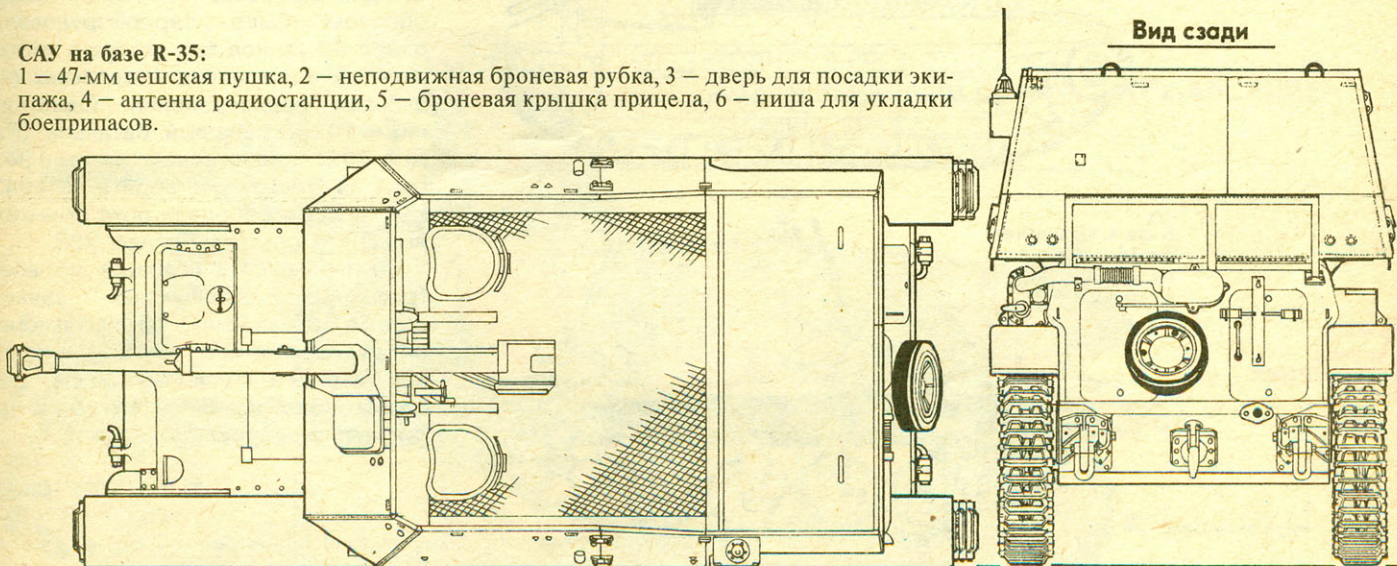 САУ на базе R-35:
1 — 47-мм чешская пушка, 2 — неподвижная броневая рубка, 3 — дверь для посадки эки-
пажа, 4 — антенна радиостанции, 5 — броневая крышка прицела, 6 — ниша для укладки
боеприпасов.
Вид сзади